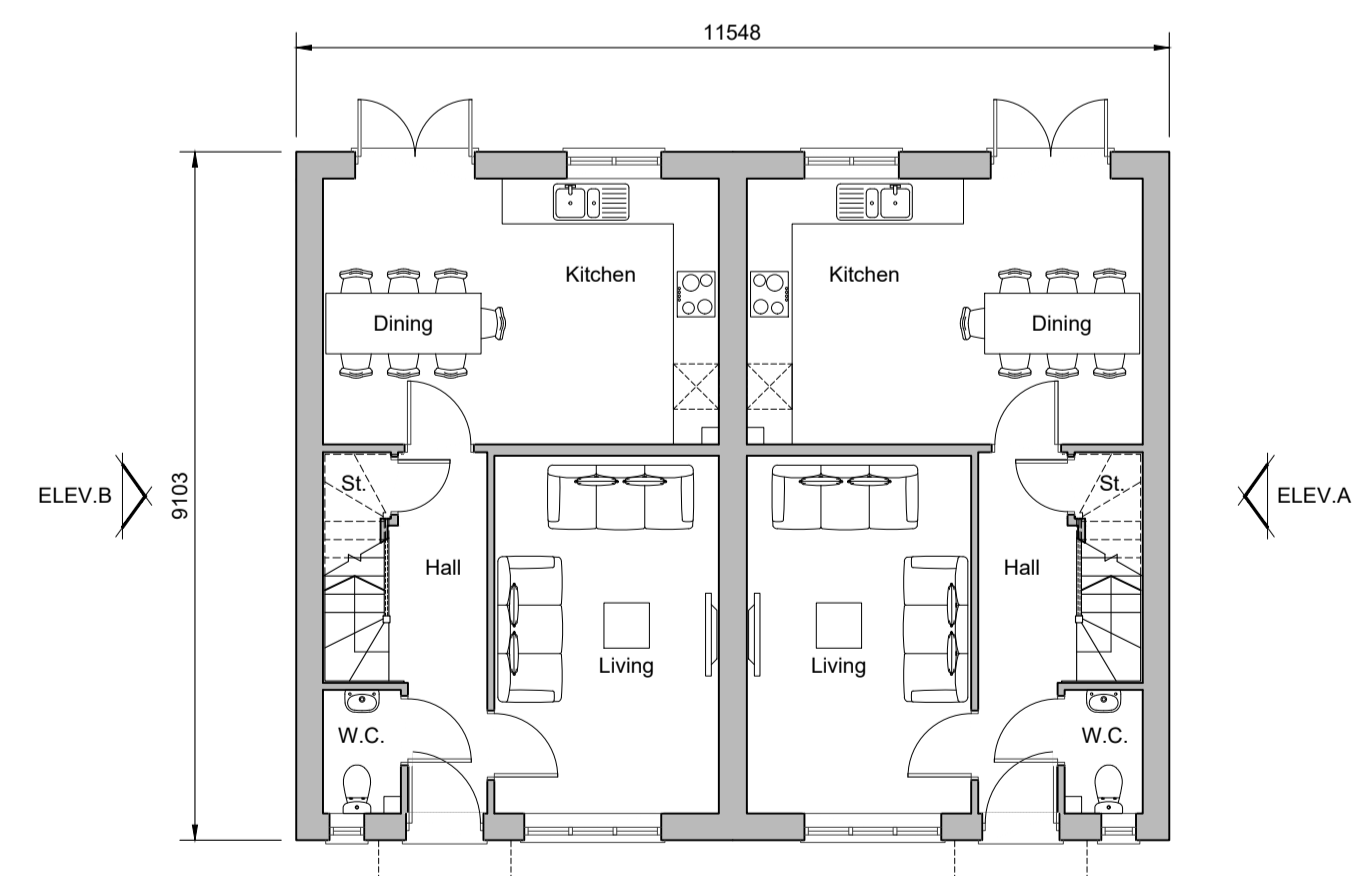 11548
Kitchen
Kitchen
Dining
Dining
ELEV.B
9103
St.
St.
ELEV.A
Hall
Hall
Living
Living
W.C.
W.C.